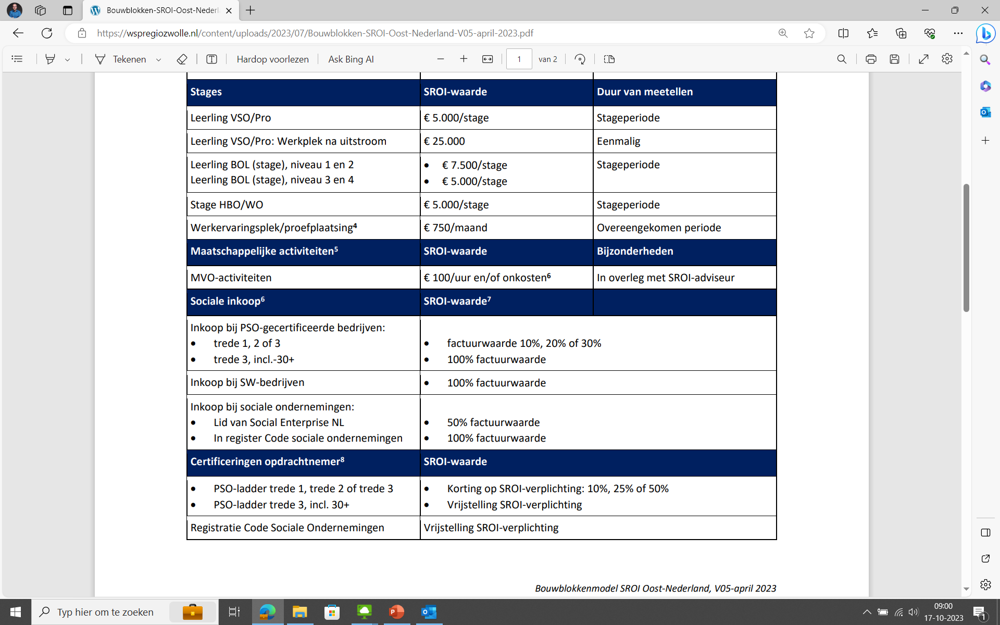 Bouwblokken-SROI-Oost-Nederl
https://wspregiozwolle.nl/content/uploads/2023/07/Bouwblokken-SROI-Oost-Nederland-V05-april-2023.pdf
Tekenen
Hardop voorlezen
Ask Bing AI
1 van 2
Stages SROI-waarde Duur van meetellen
Leerling VSO/Pro € 5.000/stage Stageperiode
Leerling VSO/Pro: Werkplek na uitstroom € 25.000 Eenmalig
Leerling BOL (stage), niveau 1 en 2 • € 7.500/stage Stageperiode
Leerling BOL (stage), niveau 3 en 4 • € 5.000/stage
Stage HBO/WO € 5.000/stage Stageperiode
Werkervaringsplek/proefplaatsing⁴ € 750/maand Overeengekomen periode
Maatschappelijke activiteiten⁵ SROI-waarde Bijzonderheden
MVO-activiteiten € 100/uur en/of onkosten⁶ In overleg met SROI-adviseur
Sociale inkoop⁶ SROI-waarde⁷
Inkoop bij PSO-gecertificeerde bedrijven:
• trede 1, 2 of 3 • factuurwaarde 10%, 20% of 30%
• trede 3, incl.-30+ • 100% factuurwaarde
Inkoop bij SW-bedrijven • 100% factuurwaarde
Inkoop bij sociale ondernemingen:
• Lid van Social Enterprise NL • 50% factuurwaarde
• In register Code sociale ondernemingen • 100% factuurwaarde
Certificeringen opdrachtnemer⁸ SROI-waarde
• PSO-ladder trede 1, trede 2 of trede 3 • Korting op SROI-verplichting: 10%, 25% of 50%
• PSO-ladder trede 3, incl. 30+ • Vrijstelling SROI-verplichting
Registratie Code Sociale Ondernemingen Vrijstelling SROI-verplichting
Bouwblokkenmodel SROI Oost-Nederland, V05-april 2023
Typ hier om te zoeken
09:00
17-10-2023
1